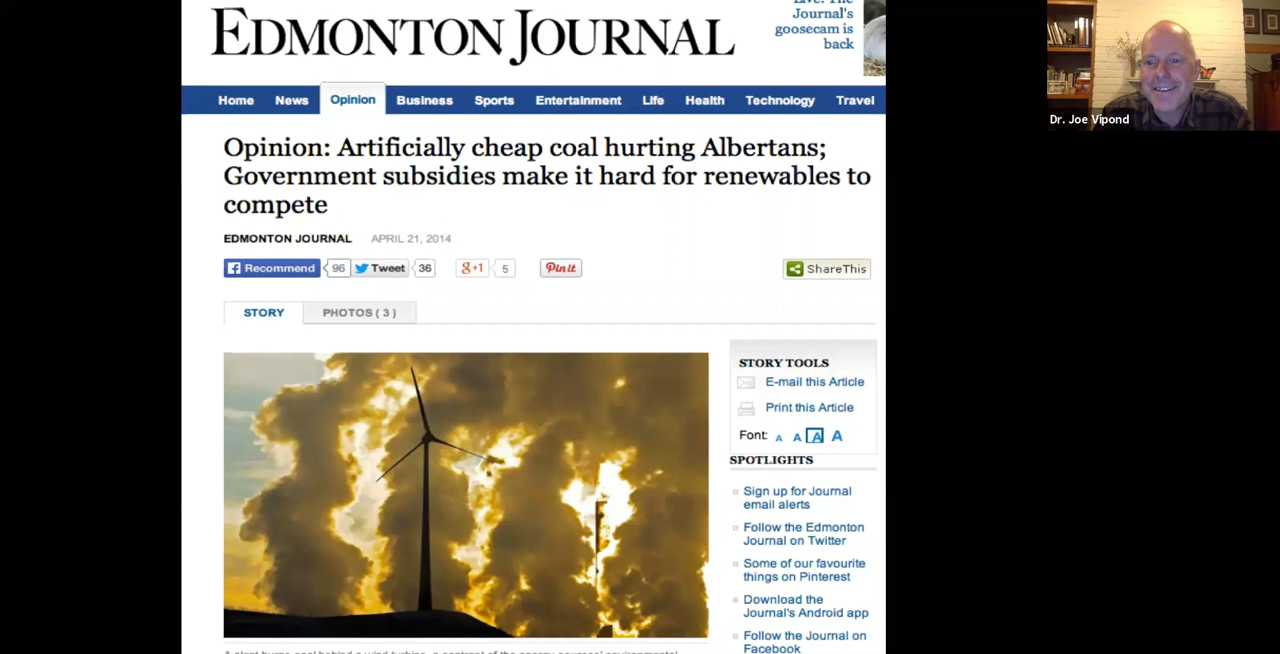 EDMONTON JOURNAL
Live: The
Journal's
goosecam is
back
Dr. Joe Vipond
Home News Opinion Business Sports Entertainment Life Health Technology Travel
Opinion: Artificially cheap coal hurting Albertans;
Government subsidies make it hard for renewables to
compete
EDMONTON JOURNAL APRIL 21, 2014
Recommend 96 Tweet 36 g+1 5 Pinit ShareThis
STORY PHOTOS ( 3 )
STORY TOOLS
E-mail this Article
Print this Article
Font: A A A A
SPOTLIGHTS
Sign up for Journal
email alerts
Follow the Edmonton
Journal on Twitter
Some of our favourite
things on Pinterest
Download the
Journal's Android app
Follow the Journal on
Facebook